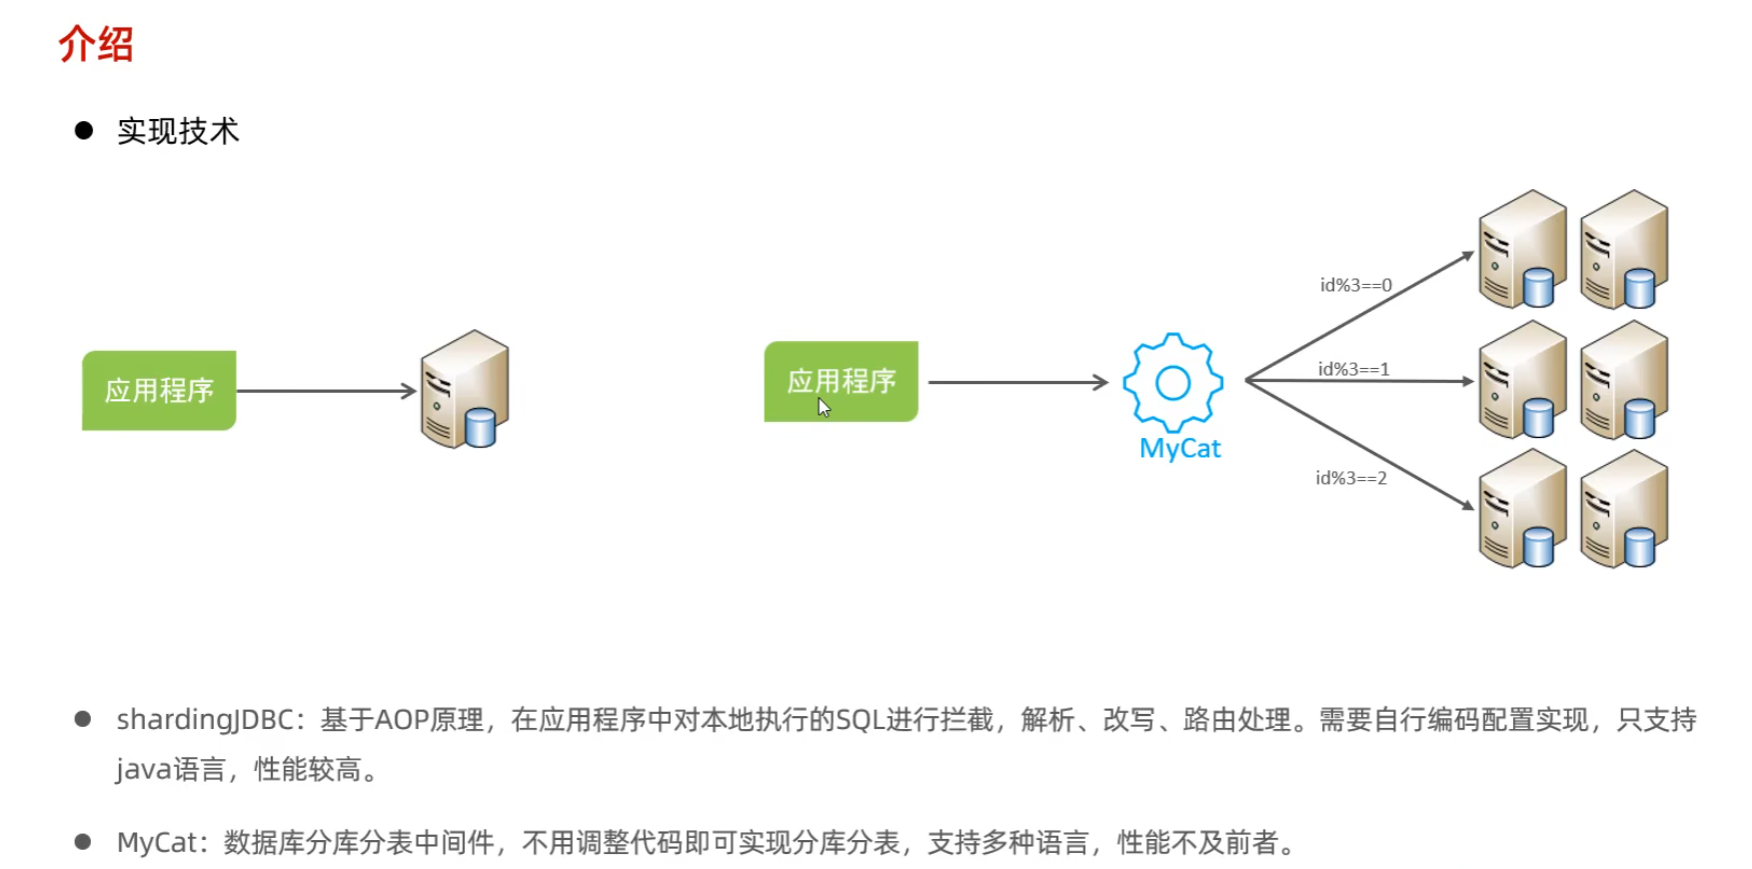 介绍
实现技术
id%3==0
应用程序
应用程序
id%3==1
MyCat
id%3==2
shardingJDBC：基于AOP原理，在应用程序中对本地执行的SQL进行拦截，解析、改写、路由处理。需要自行编码配置实现，只支持
java语言，性能较高。
MyCat：数据库分库分表中间件，不用调整代码即可实现分库分表，支持多种语言，性能不及前者。